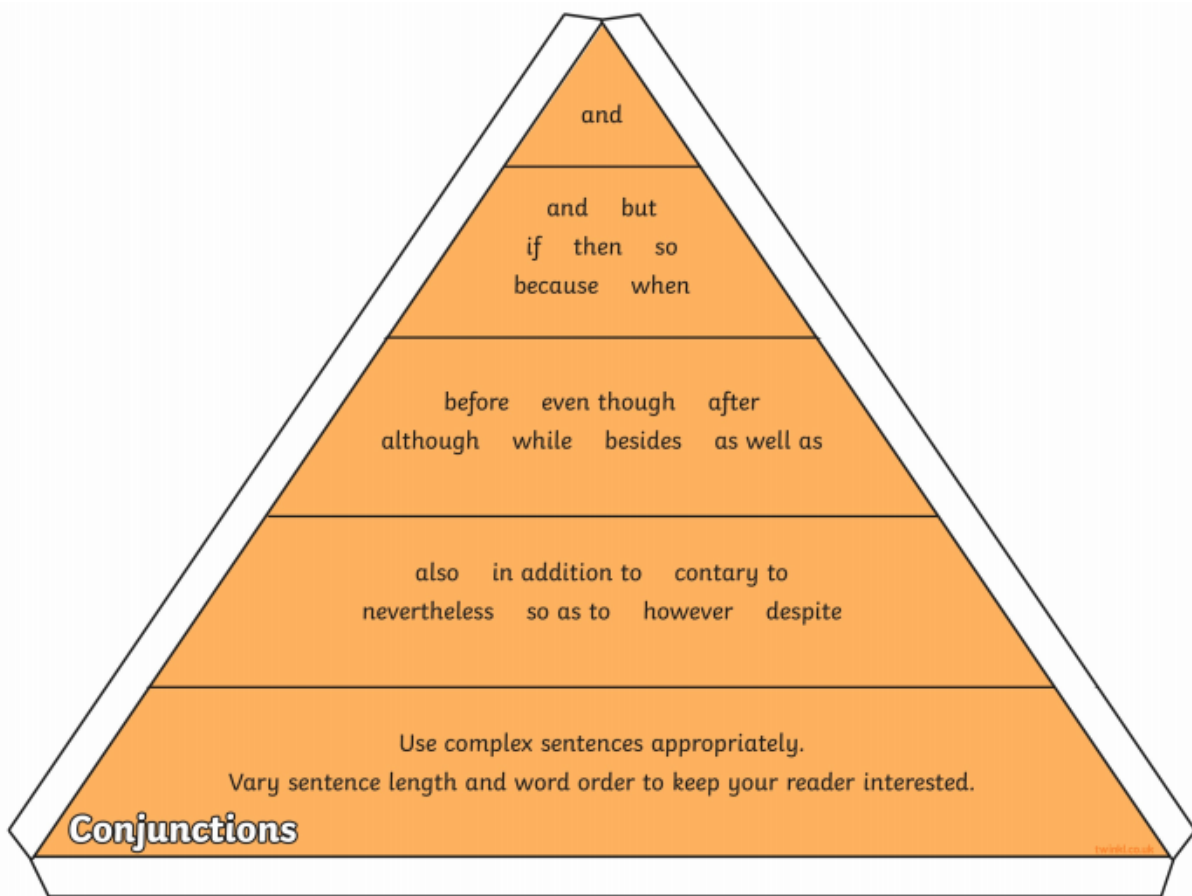 and
and but
if then so
because when
before even though after
although while besides as well as
also in addition to contary to
nevertheless so as to however despite
Use complex sentences appropriately.
Vary sentence length and word order to keep your reader interested.
Conjunctions
twinkl.co.uk